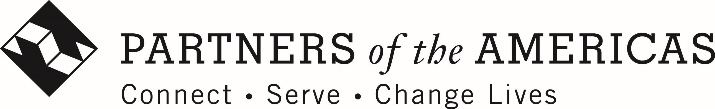 PARTNERS of the AMERICAS
Connect • Serve • Change Lives